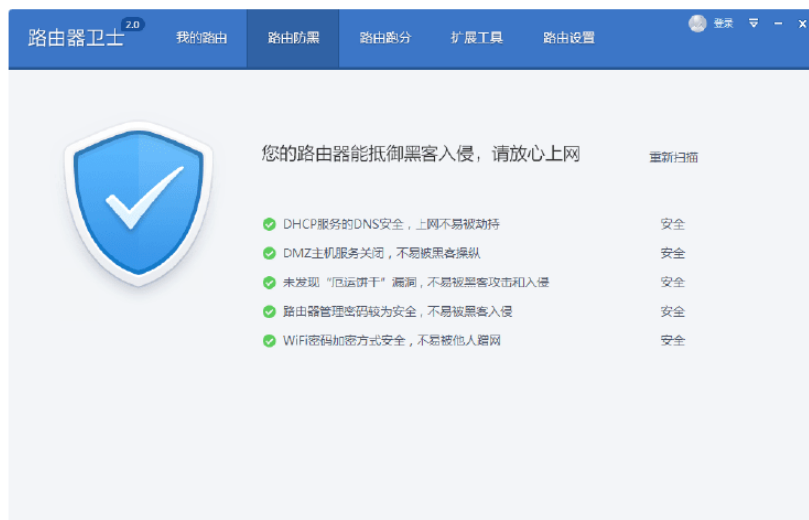 路由器卫士 2.0 我的路由 路由防黑 路由跑分 扩展工具 路由设置 登录
您的路由器能抵御黑客入侵，请放心上网 重新扫描
DHCP服务的DNS安全，上网不易被劫持 安全
DMZ主机服务关闭，不易被黑客操纵 安全
未发现“厄运饼干”漏洞，不易被黑客攻击和入侵 安全
路由器管理密码较为安全，不易被黑客入侵 安全
WiFi密码加密方式安全，不易被他人蹭网 安全